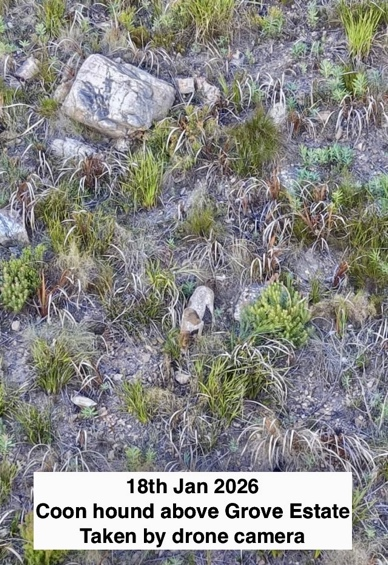 18th Jan 2026
Coon hound above Grove Estate
Taken by drone camera